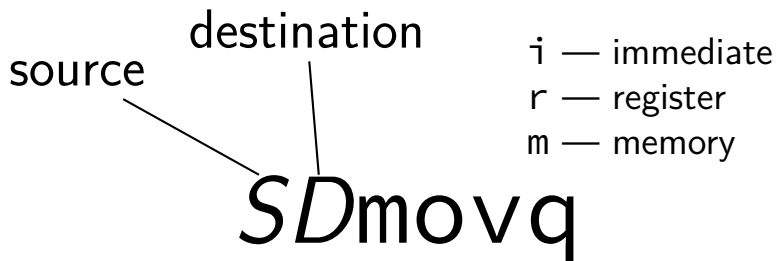 source
destination
SDmovq
i — immediate
r — register
m — memory